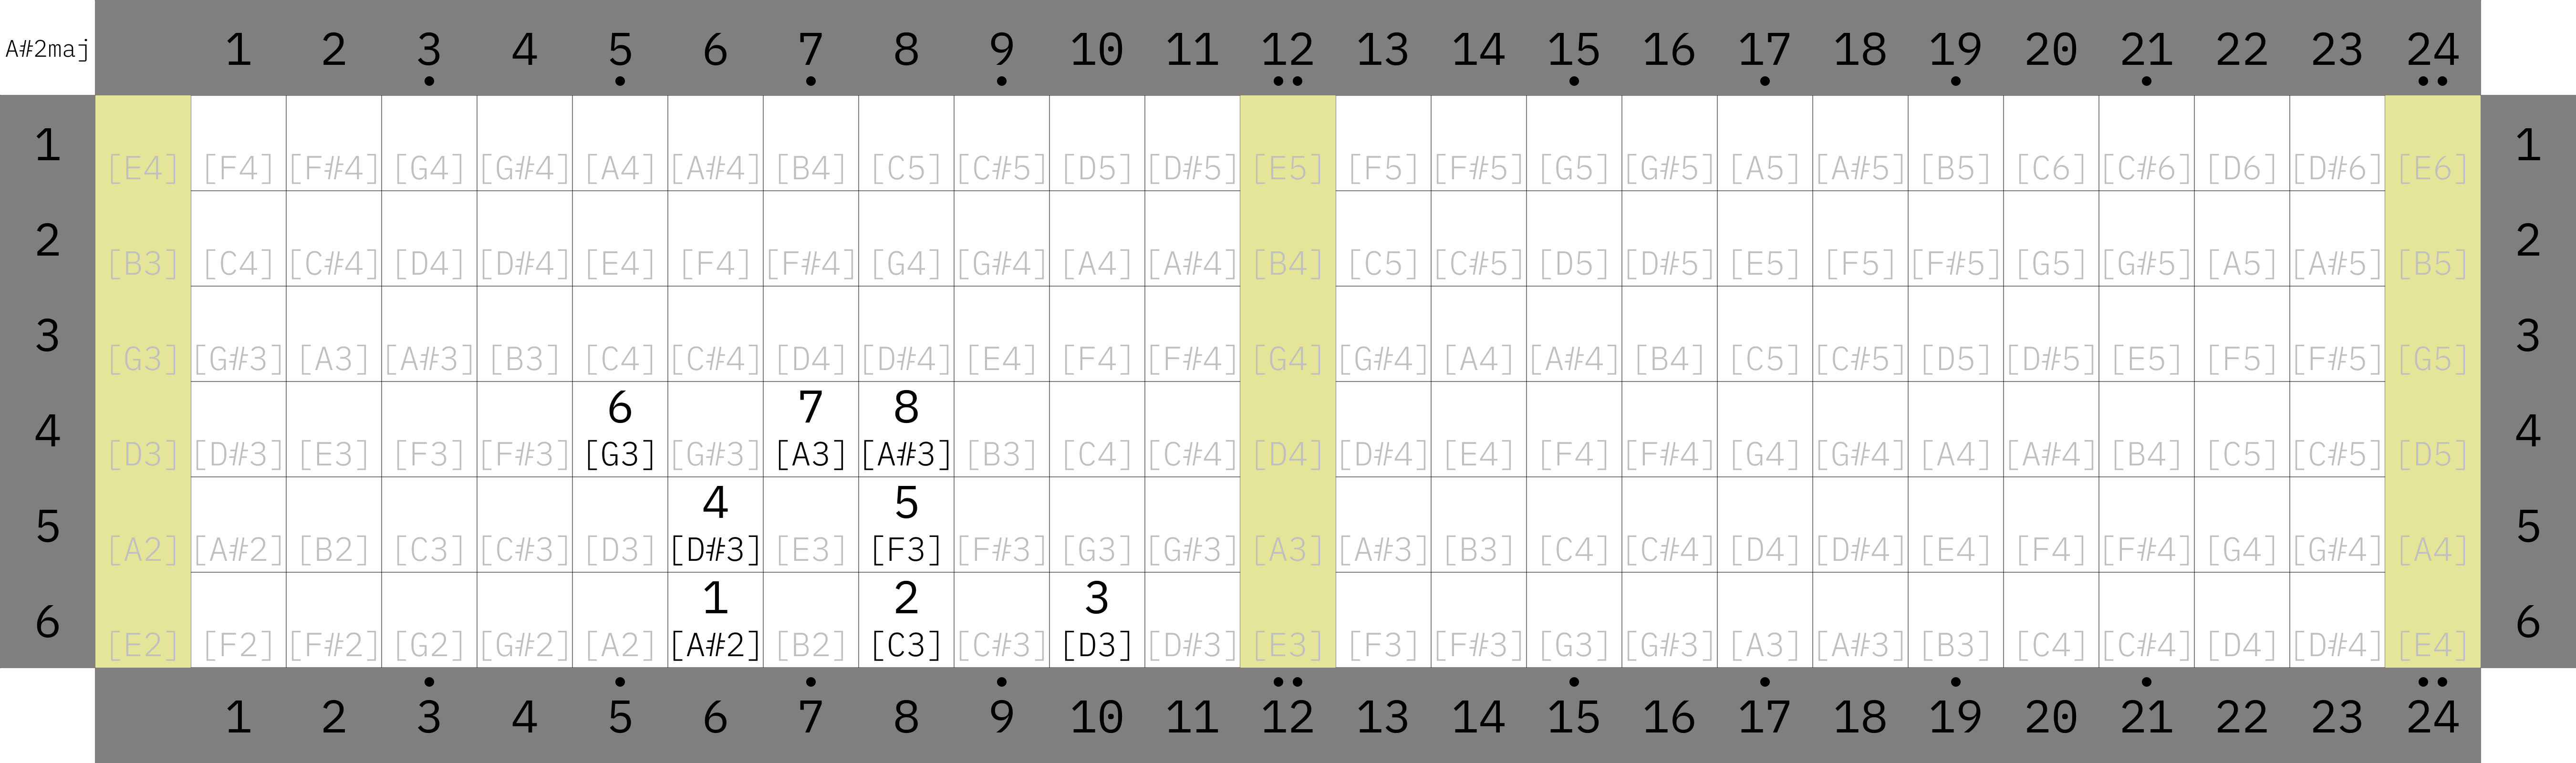 A#2maj 1 2 3 4 5 6 7 8 9 10 11 12 13 14 15 16 17 18 19 20 21 22 23 24
1 [E4] [F4] [F#4] [G4] [G#4] [A4] [A#4] [B4] [C5] [C#5] [D5] [D#5] [E5] [F5] [F#5] [G5] [G#5] [A5] [A#5] [B5] [C6] [C#6] [D6] [D#6] [E6] 1
2 [B3] [C4] [C#4] [D4] [D#4] [E4] [F4] [F#4] [G4] [G#4] [A4] [A#4] [B4] [C5] [C#5] [D5] [D#5] [E5] [F5] [F#5] [G5] [G#5] [A5] [A#5] [B5] 2
3 [G3] [G#3] [A3] [A#3] [B3] [C4] [C#4] [D4] [D#4] [E4] [F4] [F#4] [G4] [G#4] [A4] [A#4] [B4] [C5] [C#5] [D5] [D#5] [E5] [F5] [F#5] [G5] 3
6 7 8
4 [D3] [D#3] [E3] [F3] [F#3] [G3] [G#3] [A3] [A#3] [B3] [C4] [C#4] [D4] [D#4] [E4] [F4] [F#4] [G4] [G#4] [A4] [A#4] [B4] [C5] [C#5] [D5] 4
4 5
5 [A2] [A#2] [B2] [C3] [C#3] [D3] [D#3] [E3] [F3] [F#3] [G3] [G#3] [A3] [A#3] [B3] [C4] [C#4] [D4] [D#4] [E4] [F4] [F#4] [G4] [G#4] [A4] 5
1 2 3
6 [E2] [F2] [F#2] [G2] [G#2] [A2] [A#2] [B2] [C3] [C#3] [D3] [D#3] [E3] [F3] [F#3] [G3] [G#3] [A3] [A#3] [B3] [C4] [C#4] [D4] [D#4] [E4] 6
1 2 3 4 5 6 7 8 9 10 11 12 13 14 15 16 17 18 19 20 21 22 23 24